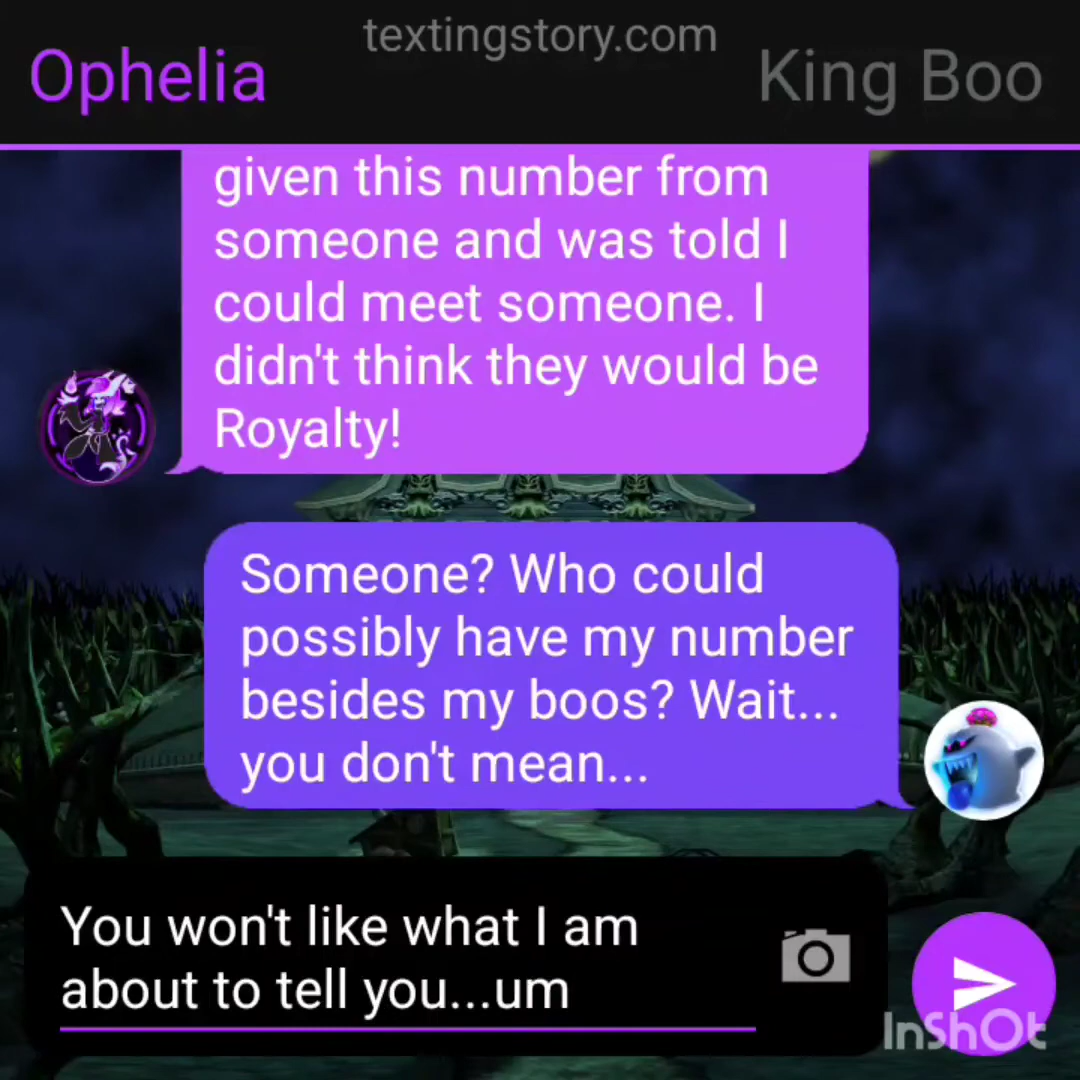 textingstory.com
Ophelia
King Boo
given this number from
someone and was told I
could meet someone. I
didn't think they would be
Royalty!
Someone? Who could
possibly have my number
besides my boos? Wait...
you don't mean...
You won't like what I am
about to tell you...um
InShOt